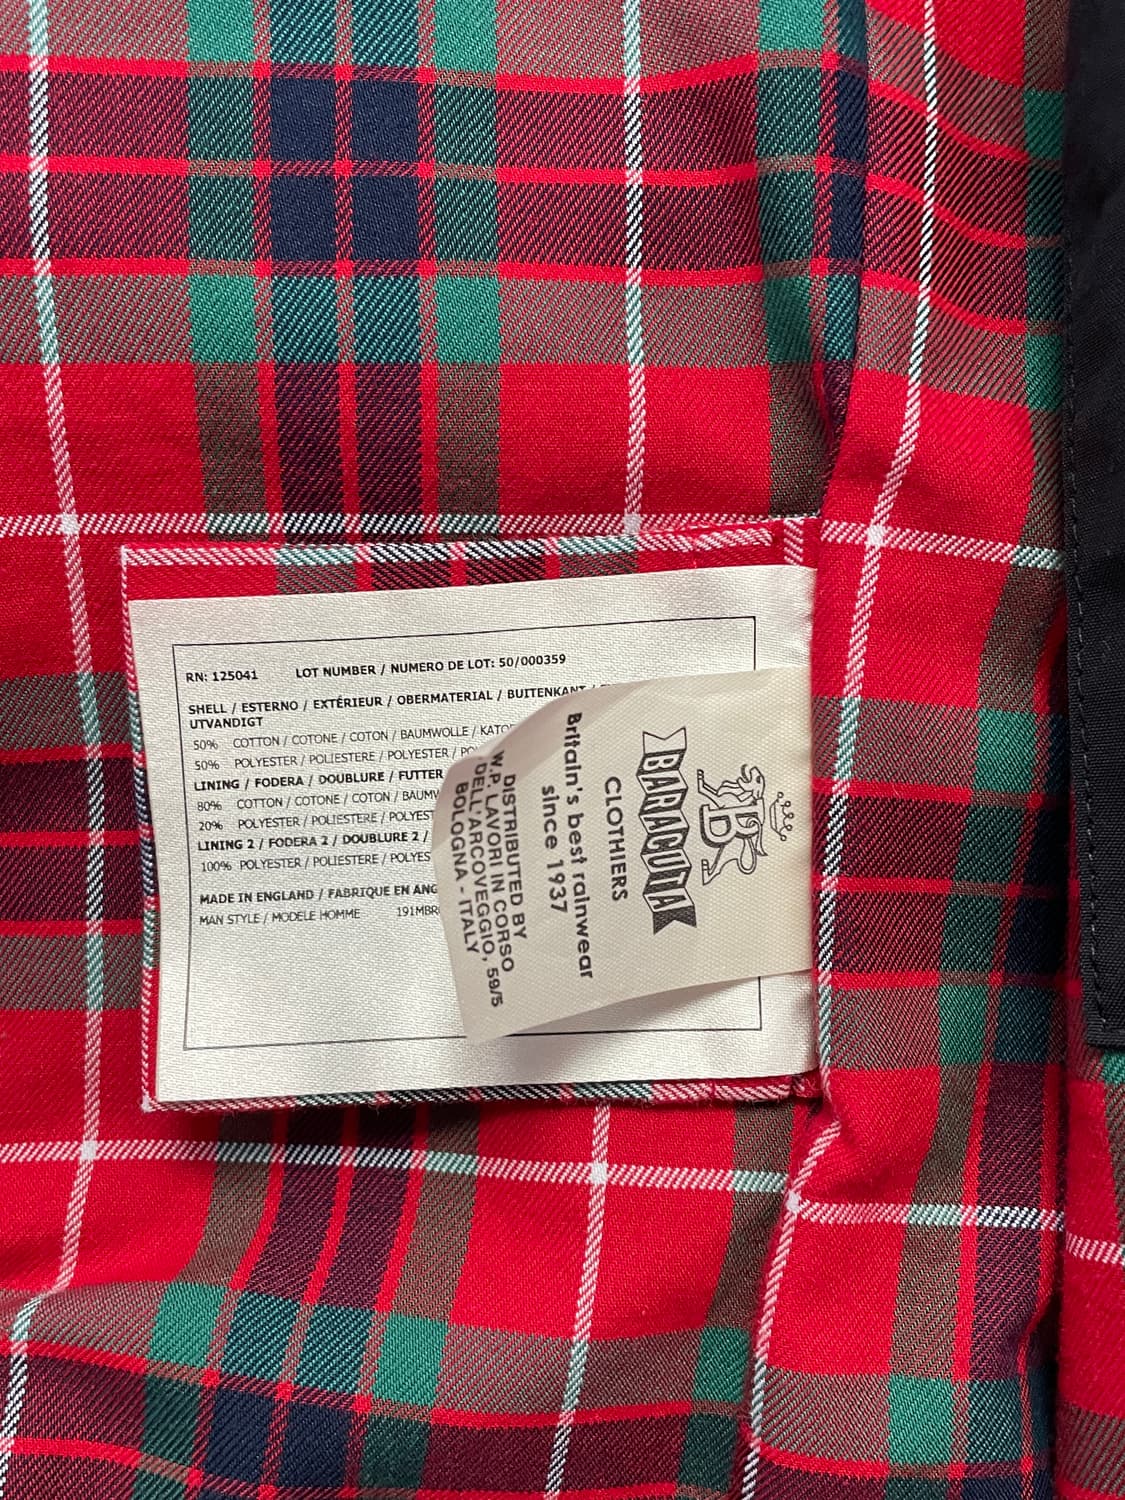 RN: 125041 LOT NUMBER / NUMERO DE LOT: 50/000359
SHELL / ESTERNO / EXTÉRIEUR / OBERMATERIAL /
UTVANDIGT
50% COTTON / COTONE / COTON / BAUMWOLLE /
50% POLYESTER / POLIESTERE / POLYESTER /
LINING / FODERA / DOUBLURE / FUTTER
80% COTTON / COTONE / COTON /
20% POLYESTER / POLIESTERE /
LINING 2 / FODERA 2 / DOUBLURE 2 /
100% POLYESTER / POLIESTERE /
MADE IN ENGLAND / FABRIQUE EN
MAN STYLE / MODELE HOMME
B
BARACUTA
CLOTHIERS
Britain's best rainwear
since 1937
DISTRIBUTED BY
W.P. LAVORI IN CORSO
DELL'ARCOVEGGIO, 59/5
BOLOGNA - ITALY